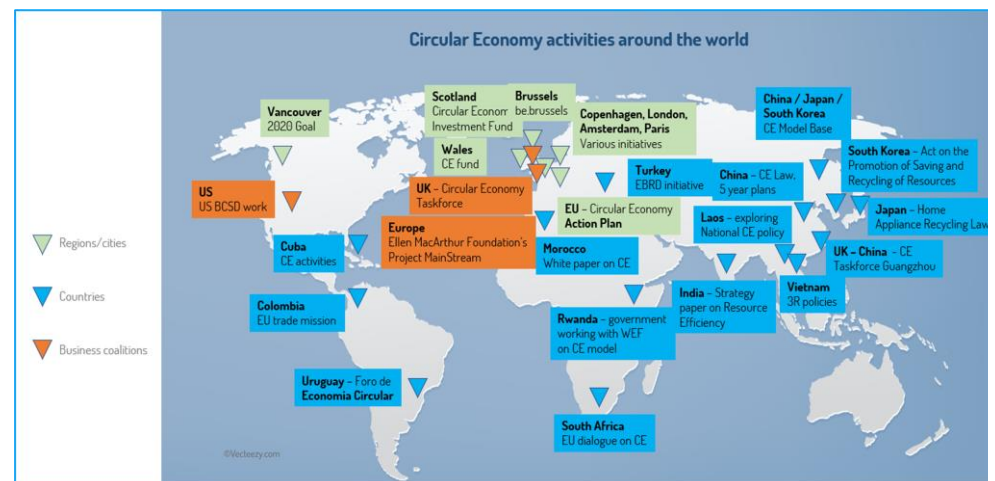 Circular Economy activities around the world
Vancouver
2020 Goal
Scotland
Circular Econom
Investment Fund
Brussels
be.brussels
Copenhagen, London,
Amsterdam, Paris
Various initiatives
China / Japan /
South Korea
CE Model Base
Wales
CE fund
South Korea – Act on the
Promotion of Saving and
Recycling of Resources
US
US BCSD work
UK – Circular Economy
Taskforce
Turkey
EBRD initiative
China – CE Law,
5 year plans
EU – Circular Economy
Action Plan
Laos – exploring
National CE policy
Japan – Home
Appliance Recycling Law
Regions/cities
Cuba
CE activities
Europe
Ellen MacArthur Foundation's
Project MainStream
Morocco
White paper on CE
UK – China – CE
Taskforce Guangzhou
Countries
Colombia
EU trade mission
Rwanda – government
working with WEF
on CE model
India – Strategy
paper on Resource
Efficiency
Vietnam
3R policies
Business coalitions
Uruguay – Foro de
Economia Circular
South Africa
EU dialogue on CE
©Vecteezy.com